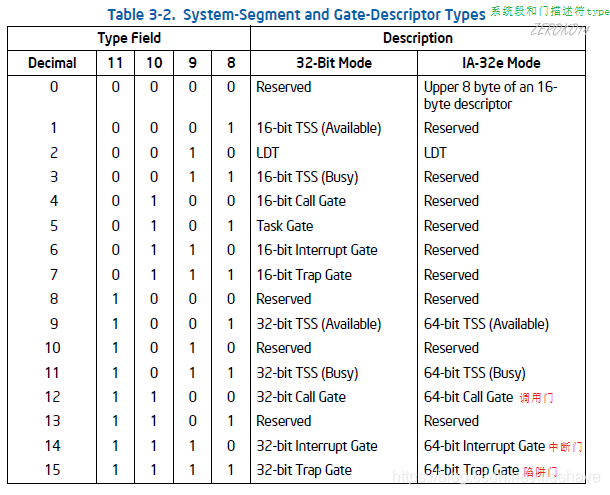 Table 3-2. System-Segment and Gate-Descriptor Types 系统段和门描述符type
Type Field Description
Decimal 11 10 9 8 32-Bit Mode IA-32e Mode
0 0 0 0 0 Reserved Upper 8 byte of an 16-
byte descriptor
1 0 0 0 1 16-bit TSS (Available) Reserved
2 0 0 1 0 LDT LDT
3 0 0 1 1 16-bit TSS (Busy) Reserved
4 0 1 0 0 16-bit Call Gate Reserved
5 0 1 0 1 Task Gate Reserved
6 0 1 1 0 16-bit Interrupt Gate Reserved
7 0 1 1 1 16-bit Trap Gate Reserved
8 1 0 0 0 Reserved Reserved
9 1 0 0 1 32-bit TSS (Available) 64-bit TSS (Available)
10 1 0 1 0 Reserved Reserved
11 1 0 1 1 32-bit TSS (Busy) 64-bit TSS (Busy)
12 1 1 0 0 32-bit Call Gate 64-bit Call Gate 调用门
13 1 1 0 1 Reserved Reserved
14 1 1 1 0 32-bit Interrupt Gate 64-bit Interrupt Gate 中断门
15 1 1 1 1 32-bit Trap Gate 64-bit Trap Gate 陷阱门